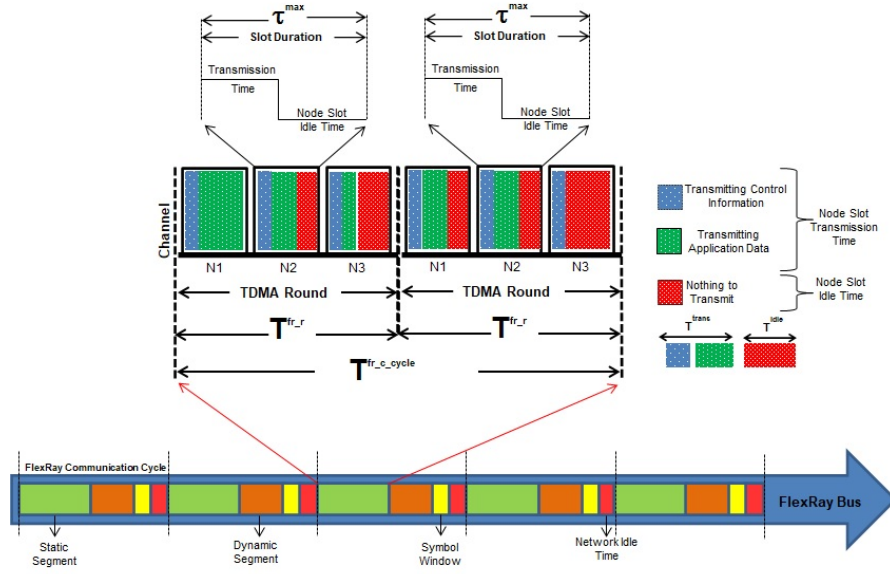 τmax τmax
Slot Duration Slot Duration
Transmission Transmission
Time Time
Node Slot Node Slot
Idle Time Idle Time
Channel
N1 N2 N3 N1 N2 N3
TDMA Round TDMA Round
Tfr_r Tfr_r
Tfr_c_cycle
Transmitting Control
Information
Transmitting
Application Data
Node Slot
Transmission
Time
Nothing to
Transmit
Node Slot
Idle Time
Ttrans Tidle
FlexRay Communication Cycle
FlexRay Bus
Static
Segment
Dynamic
Segment
Symbol
Window
Network Idle
Time